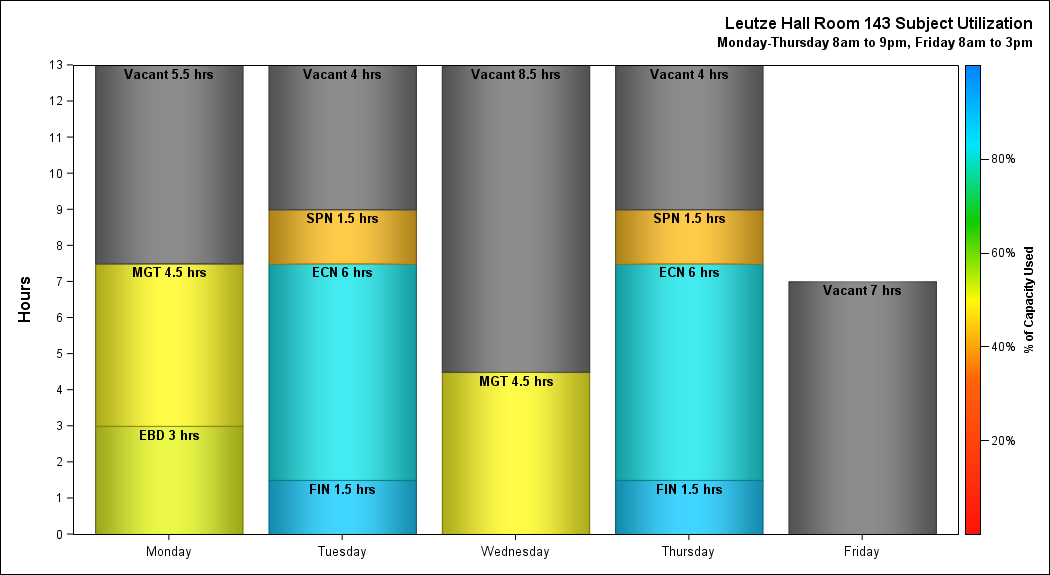 Leutze Hall Room 143 Subject Utilization
Monday-Thursday 8am to 9pm, Friday 8am to 3pm
Hours
13
12
11
10
9
8
7
6
5
4
3
2
1
0
Vacant 5.5 hrs
MGT 4.5 hrs
EBD 3 hrs
Vacant 4 hrs
SPN 1.5 hrs
ECN 6 hrs
FIN 1.5 hrs
Vacant 8.5 hrs
MGT 4.5 hrs
Vacant 4 hrs
SPN 1.5 hrs
ECN 6 hrs
FIN 1.5 hrs
Vacant 7 hrs
Monday
Tuesday
Wednesday
Thursday
Friday
80%
60%
40%
20%
% of Capacity Used